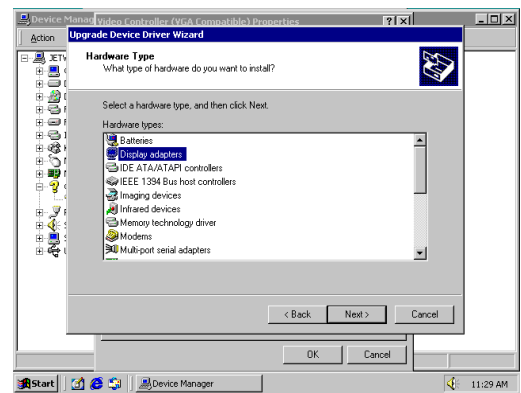 Device Manag
Video Controller (VGA Compatible) Properties
Action
Upgrade Device Driver Wizard
Hardware Type
What type of hardware do you want to install?
JETW
Select a hardware type, and then click Next.
Hardware types:
Batteries
Display adapters
IDE ATA/ATAPI controllers
IEEE 1394 Bus host controllers
Imaging devices
Infrared devices
Memory technology driver
Modems
Multi-port serial adapters
< Back
Next >
Cancel
OK
Cancel
Start
Device Manager
11:29 AM